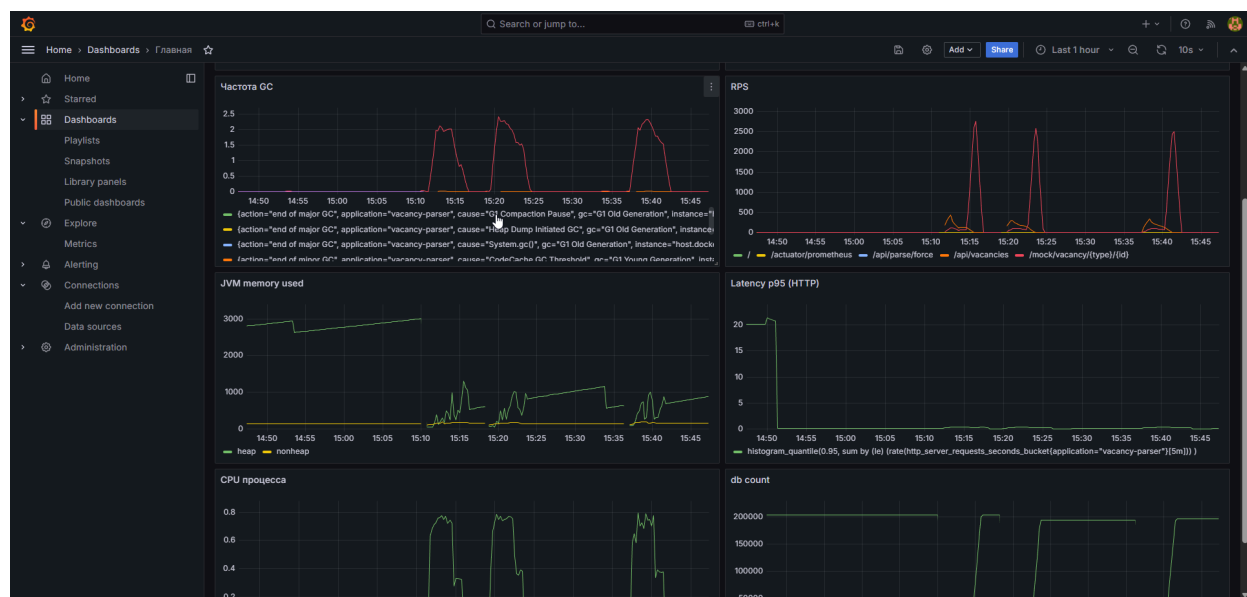 Search or jump to... ctrl+k
Home › Dashboards › Главная
Add Share Last 1 hour 10s
Home
Starred
Dashboards
Playlists
Snapshots
Library panels
Public dashboards
Explore
Metrics
Alerting
Connections
Add new connection
Data sources
Administration
Частота GC
2.5
2
1.5
1
0.5
0
14:50 14:55 15:00 15:05 15:10 15:15 15:20 15:25 15:30 15:35 15:40 15:45
{action="end of major GC", application="vacancy-parser", cause="G1 Compaction Pause", gc="G1 Old Generation", instance="
{action="end of major GC", application="vacancy-parser", cause="Heap Dump Initiated GC", gc="G1 Old Generation", instance=
{action="end of major GC", application="vacancy-parser", cause="System.gc()", gc="G1 Old Generation", instance="host.docke
{action="end of minor GC", application="vacancy-parser", cause="CodeCache GC Threshold", gc="G1 Young Generation", inst
RPS
3000
2500
2000
1500
1000
500
0
14:50 14:55 15:00 15:05 15:10 15:15 15:20 15:25 15:30 15:35 15:40 15:45
/ /actuator/prometheus /api/parse/force /api/vacancies /mock/vacancy/{type}/{id}
JVM memory used
3000
2000
1000
0
14:50 14:55 15:00 15:05 15:10 15:15 15:20 15:25 15:30 15:35 15:40 15:45
heap nonheap
Latency p95 (HTTP)
20
15
10
5
0
14:50 14:55 15:00 15:05 15:10 15:15 15:20 15:25 15:30 15:35 15:40 15:45
histogram_quantile(0.95, sum by (le) (rate(http_server_requests_seconds_bucket{application="vacancy-parser"}[5m])) )
CPU процесса
0.8
0.6
0.4
0.2
db count
200000
150000
100000
50000